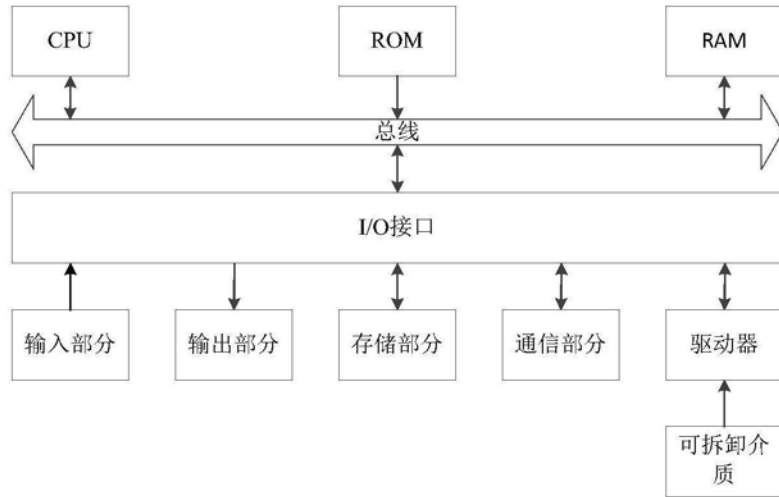 CPU
ROM
RAM
总线
I/O接口
输入部分
输出部分
存储部分
通信部分
驱动器
可拆卸介
质